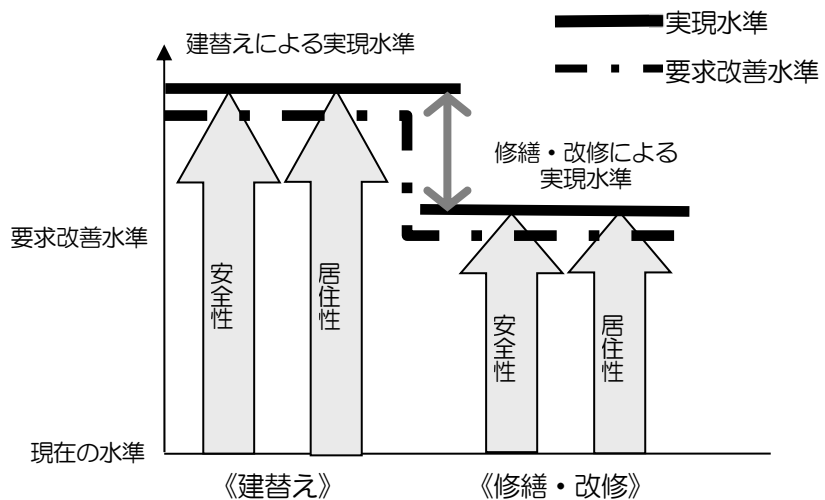 実現水準
要求改善水準
建替えによる実現水準
修繕・改修による
実現水準
要求改善水準
安全性
居住性
安全性
居住性
現在の水準
《建替え》
《修繕・改修》